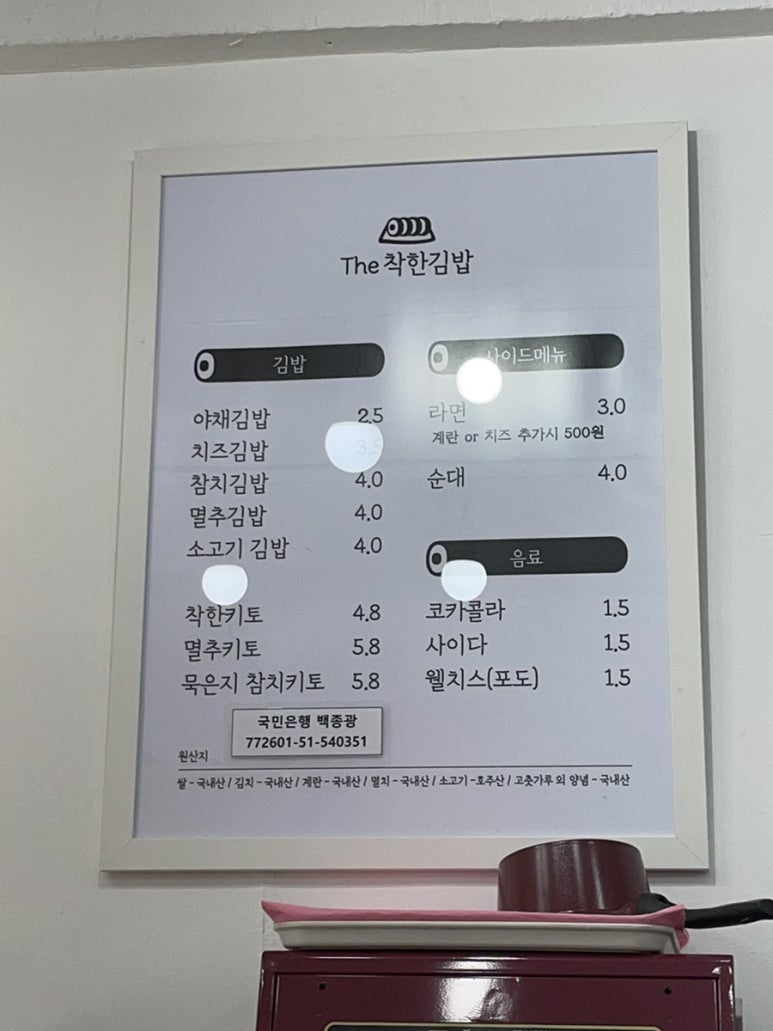 The 착한김밥
김밥
야채김밥 2.5
치즈김밥 3.5
참치김밥 4.0
멸추김밥 4.0
소고기 김밥 4.0
착한키토 4.8
멸추키토 5.8
묵은지 참치키토 5.8
사이드메뉴
라면 3.0
계란 or 치즈 추가시 500원
순대 4.0
음료
코카콜라 1.5
사이다 1.5
웰치스(포도) 1.5
국민은행 백종광
772601-51-540351
원산지
쌀 - 국내산 / 김치 - 국내산 / 계란 - 국내산 / 멸치 - 국내산 / 소고기 -호주산 / 고춧가루 외 양념 - 국내산